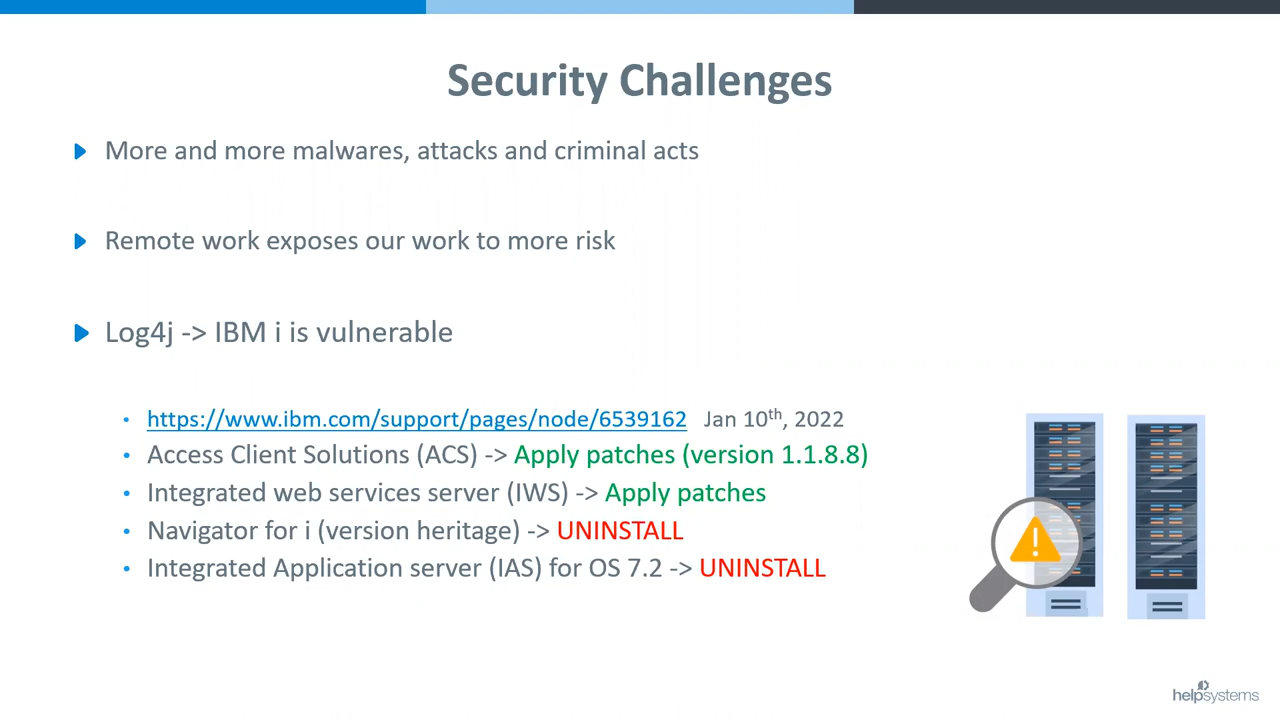 Security Challenges
More and more malwares, attacks and criminal acts
Remote work exposes our work to more risk
Log4j -> IBM i is vulnerable
https://www.ibm.com/support/pages/node/6539162 Jan 10th, 2022
Access Client Solutions (ACS) -> Apply patches (version 1.1.8.8)
Integrated web services server (IWS) -> Apply patches
Navigator for i (version heritage) -> UNINSTALL
Integrated Application server (IAS) for OS 7.2 -> UNINSTALL
helpsystems